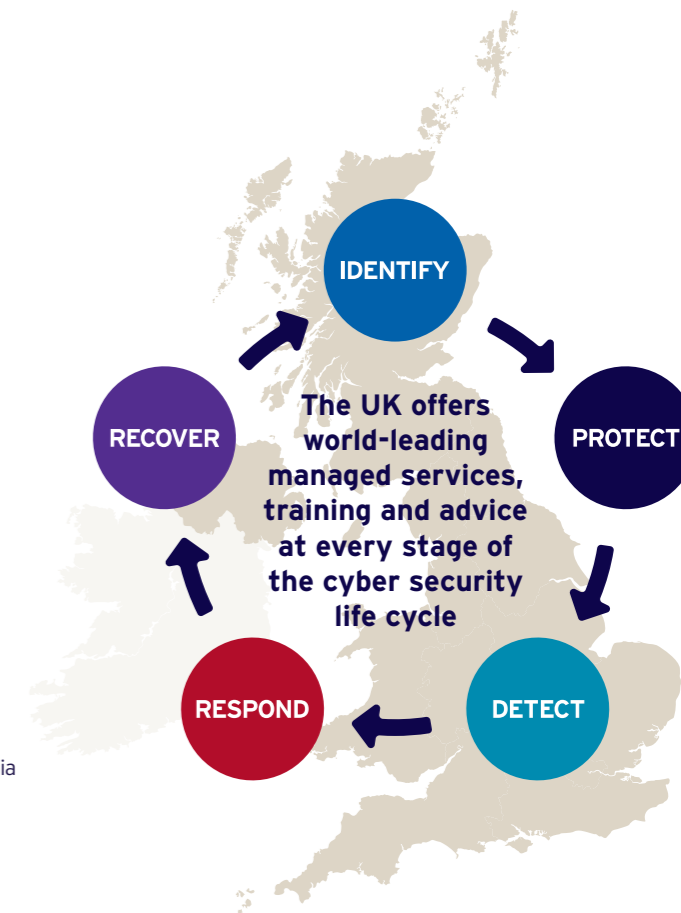 IDENTIFY
PROTECT
DETECT
RESPOND
RECOVER
The UK offers
world-leading
managed services,
training and advice
at every stage of
the cyber security
life cycle
ia